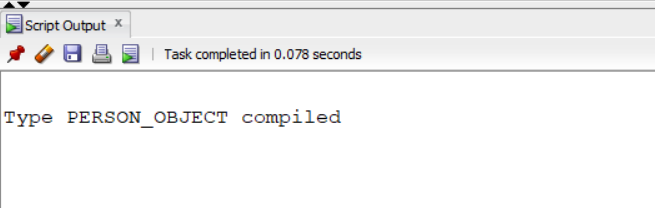 Script Output x
Task completed in 0.078 seconds
Type PERSON_OBJECT compiled